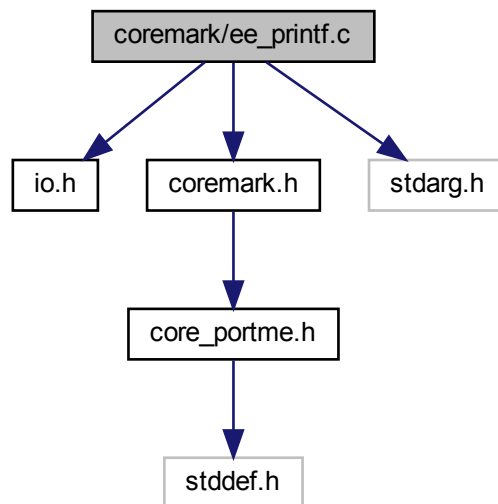 coremark/ee_printf.c
io.h
coremark.h
stdarg.h
core_portme.h
stddef.h